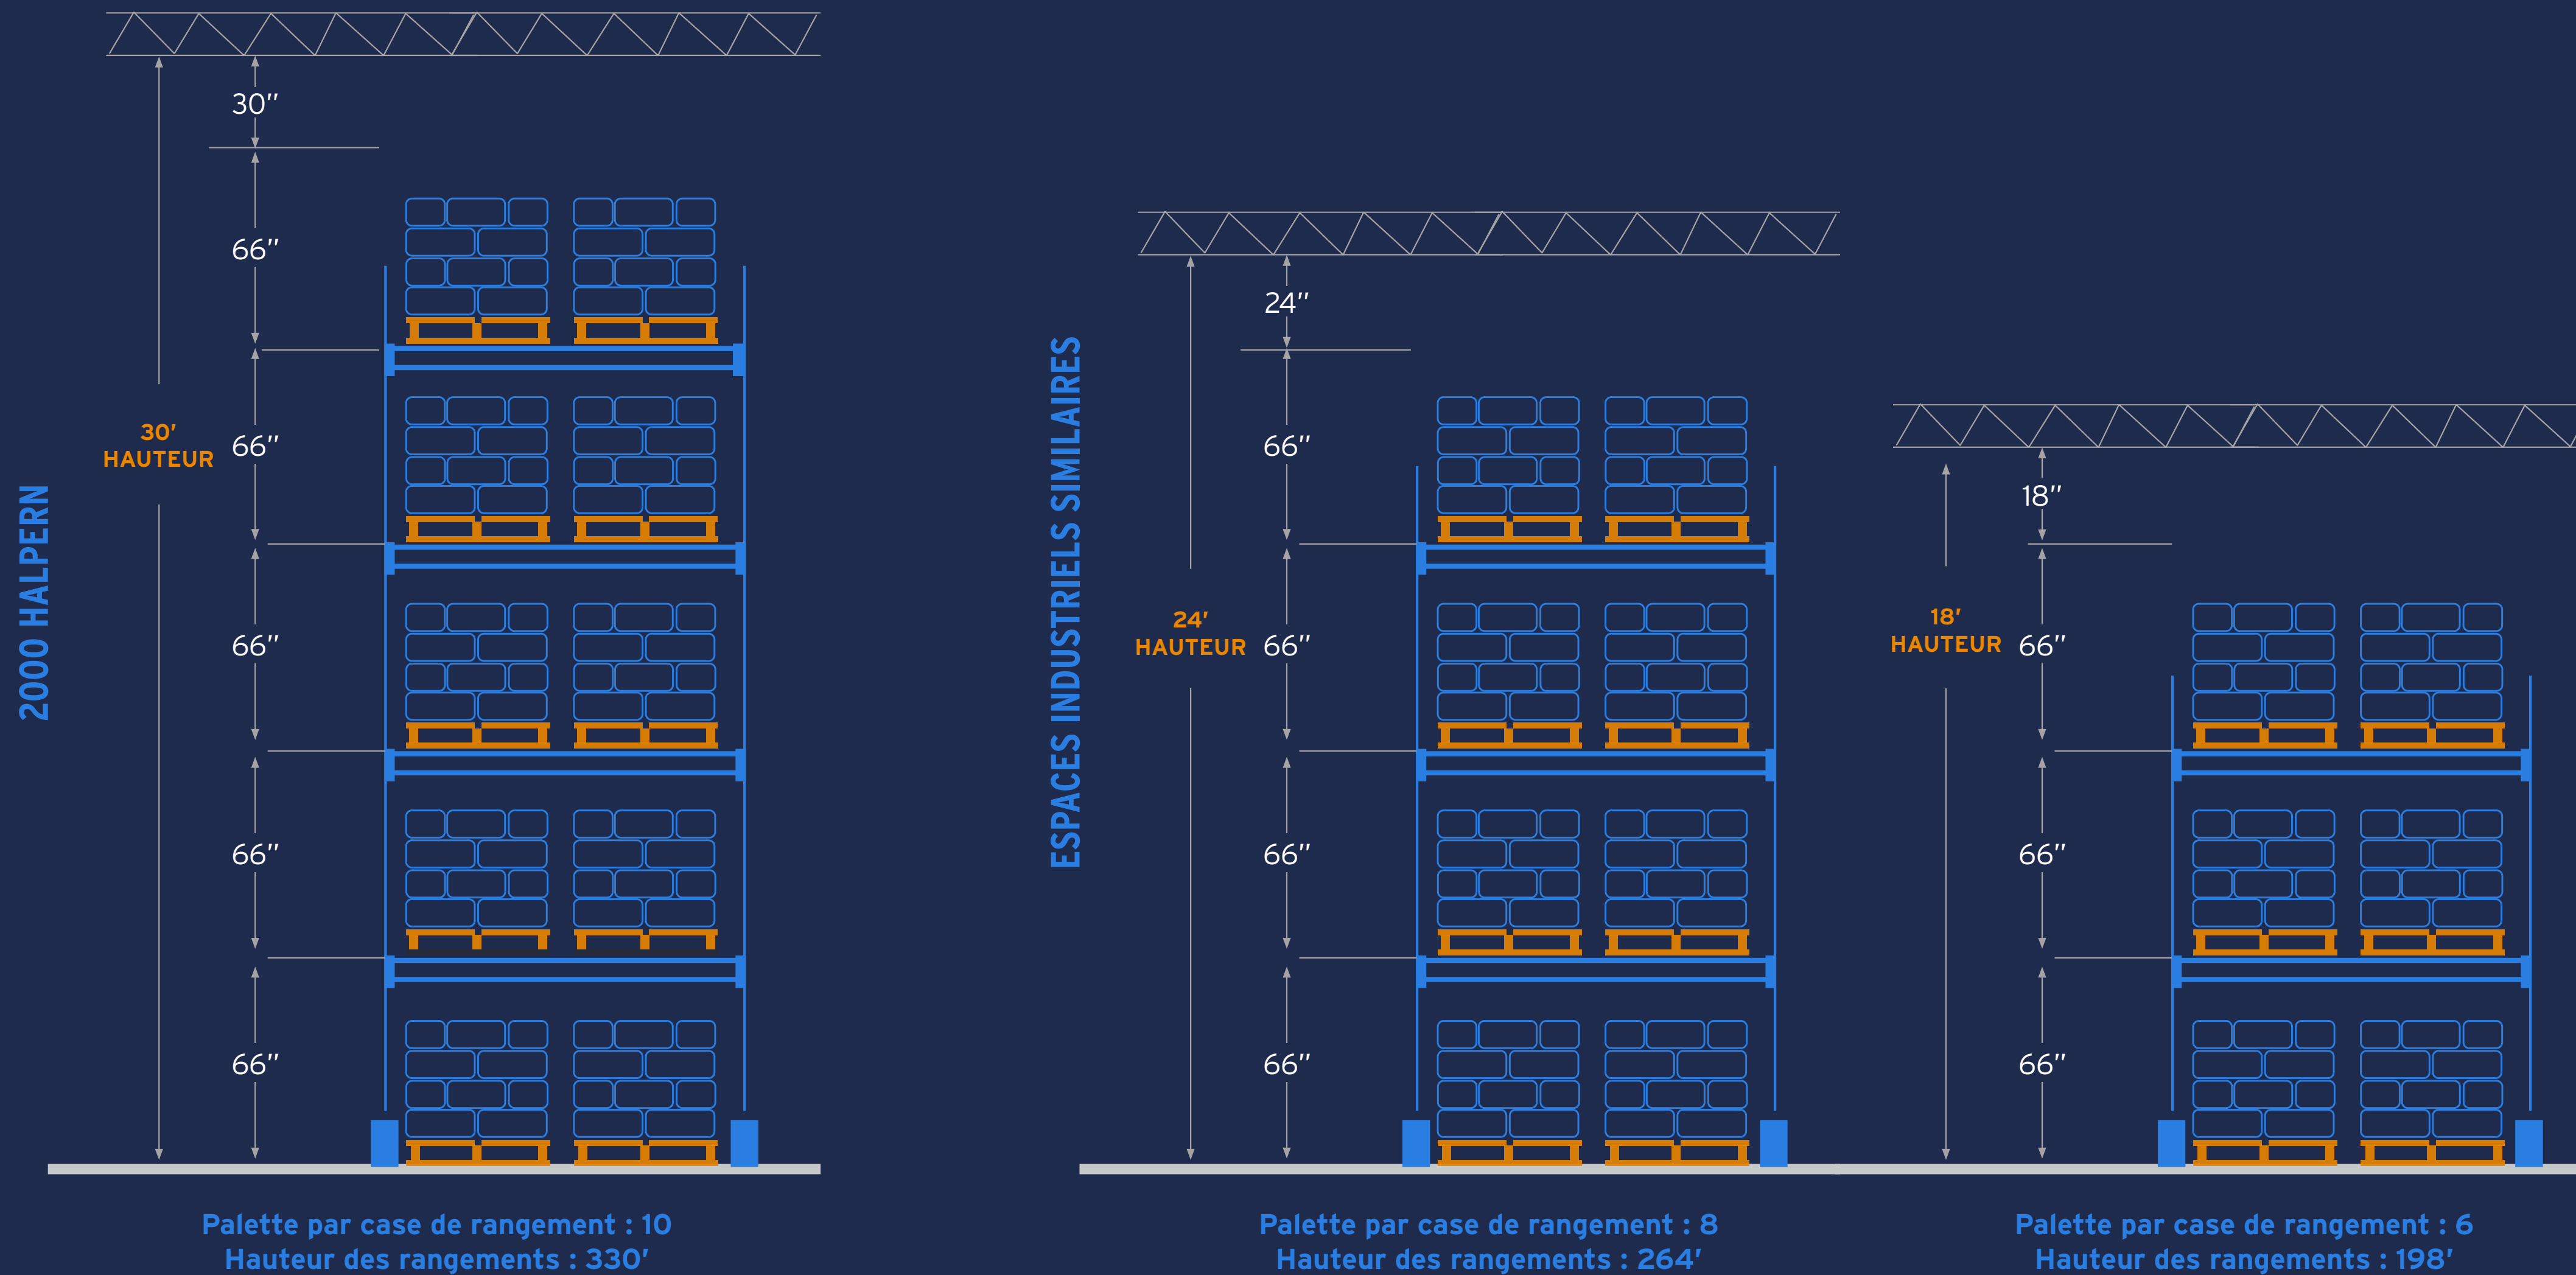 2000 HALPERN
30′
HAUTEUR
30″
66″
66″
66″
66″
66″
Palette par case de rangement : 10
Hauteur des rangements : 330′
ESPACES INDUSTRIELS SIMILAIRES
24′
HAUTEUR
24″
66″
66″
66″
66″
Palette par case de rangement : 8
Hauteur des rangements : 264′
18′
HAUTEUR
18″
66″
66″
66″
Palette par case de rangement : 6
Hauteur des rangements : 198′